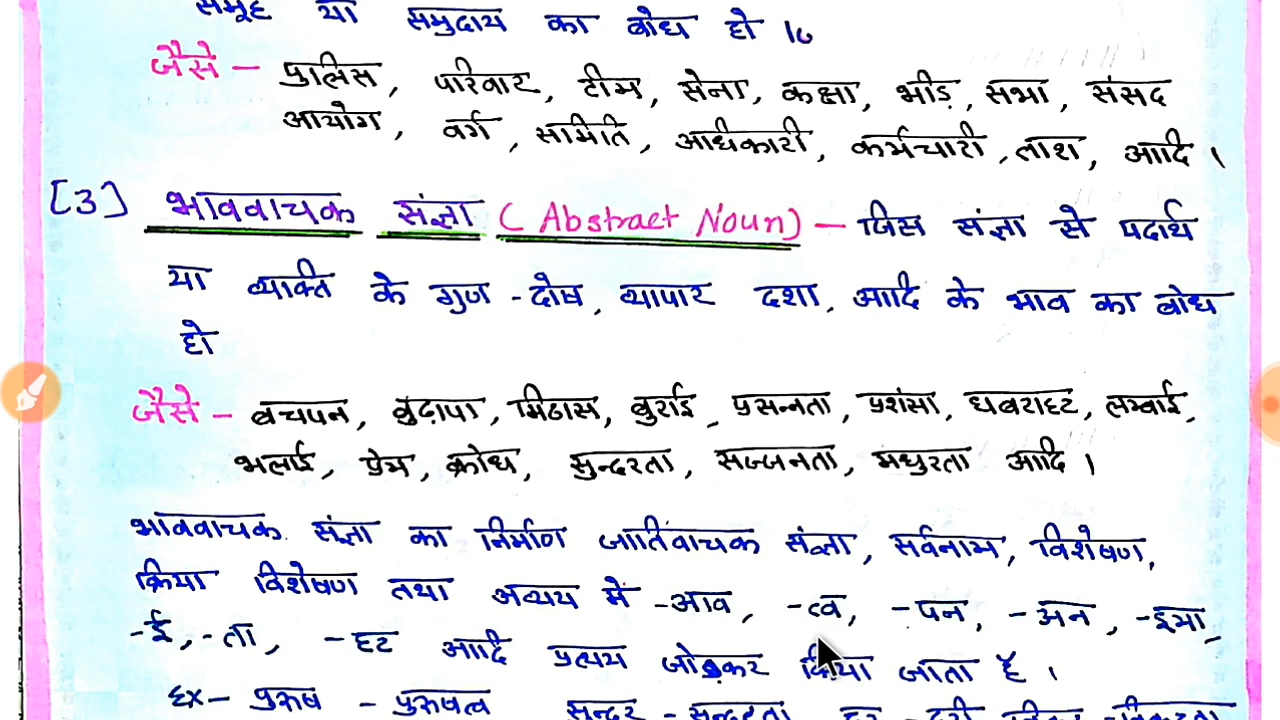 समूह या समुदाय का बोध हो ।
जैसे – पुलिस, परिवार, टीम, सेना, कक्षा, भीड़, सभा, संसद
आयोग, वर्ग, समिति, अधिकारी, कर्मचारी, लाश, आदि ।
[3] भाववाचक संज्ञा (Abstract Noun) – जिस संज्ञा से पदार्थ
या व्यक्ति के गुण-दोष, व्यापार दशा, आदि के भाव का बोध
हो
जैसे – बचपन, बुढ़ापा, मिठास, बुराई, प्रसन्नता, प्रशंसा, घबराहट, लम्बाई,
भलाई, प्रेम, क्रोध, सुन्दरता, सज्जनता, मधुरता आदि ।
भाववाचक संज्ञा का निर्माण जातिवाचक संज्ञा, सर्वनाम, विशेषण,
क्रिया विशेषण तथा अव्यय मे -आव, -त्व, -पन, -अन, -इमा,
-ई, -ता, -हट आदि प्रत्यय जोड़कर किया जाता है ।
Ex – पुरुष - पुरुषत्व सुन्दर -